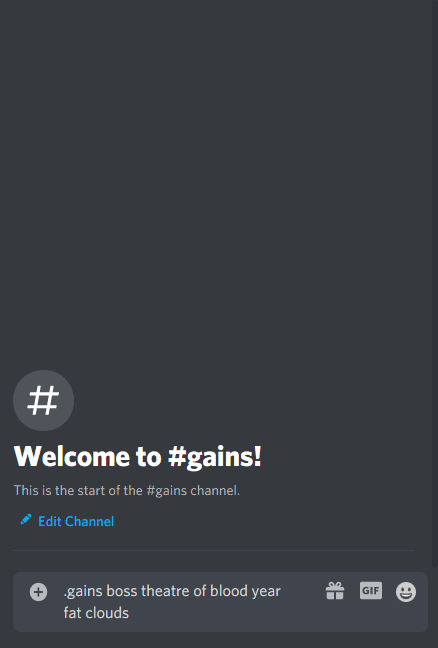 #
Welcome to #gains!
This is the start of the #gains channel.
Edit Channel
.gains boss theatre of blood year
fat clouds
GIF